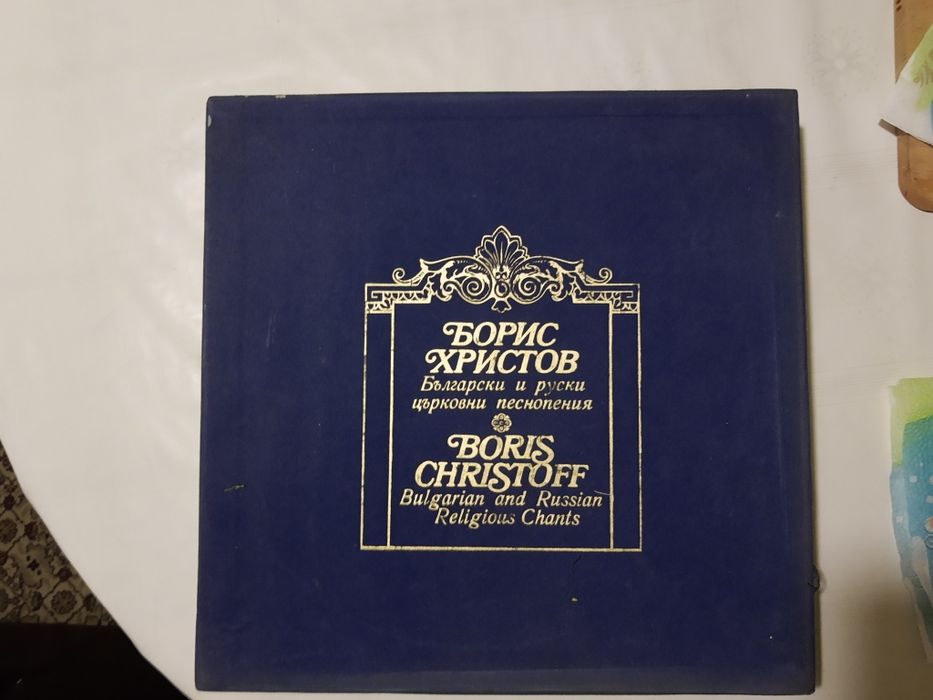 БОРИС
ХРИСТОВ
Български и руски
църковни песнопения
BORIS
CHRISTOFF
Bulgarian and Russian
Religious Chants